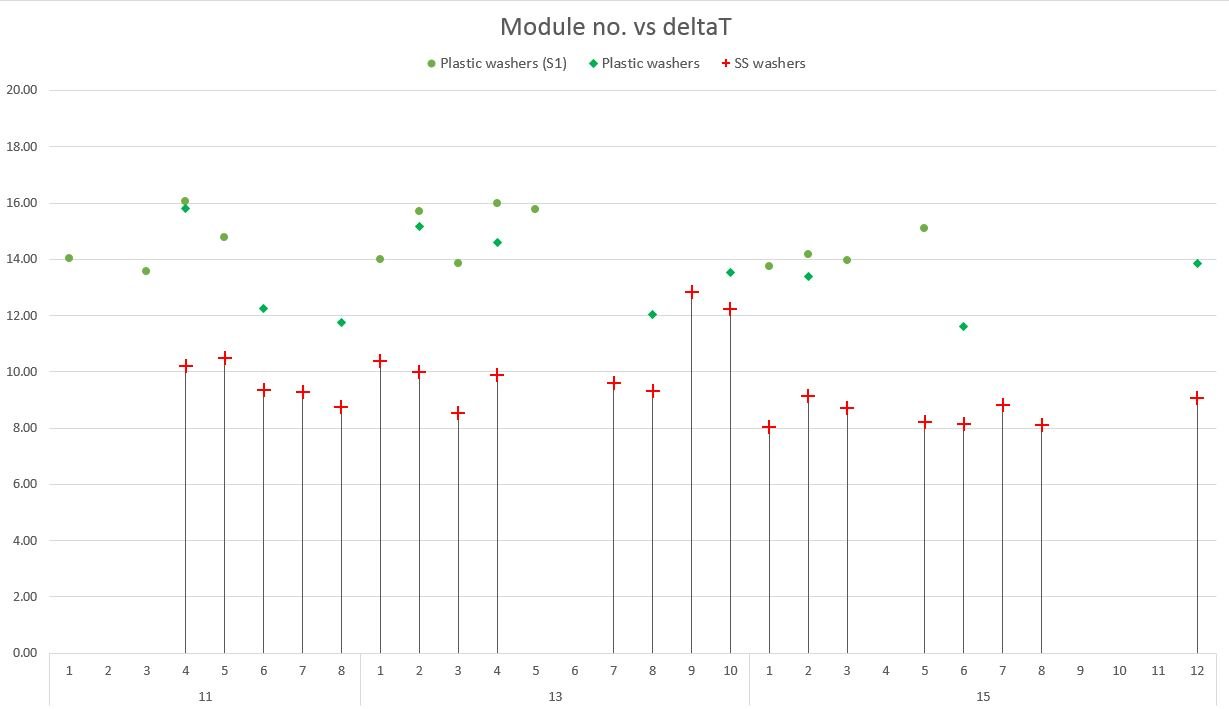 Module no. vs deltaT
Plastic washers (S1) Plastic washers SS washers
20.00
18.00
16.00
14.00
12.00
10.00
8.00
6.00
4.00
2.00
0.00
1 2 3 4 5 6 7 8 1 2 3 4 5 6 7 8 9 10 1 2 3 4 5 6 7 8 9 10 11 12
11 13 15